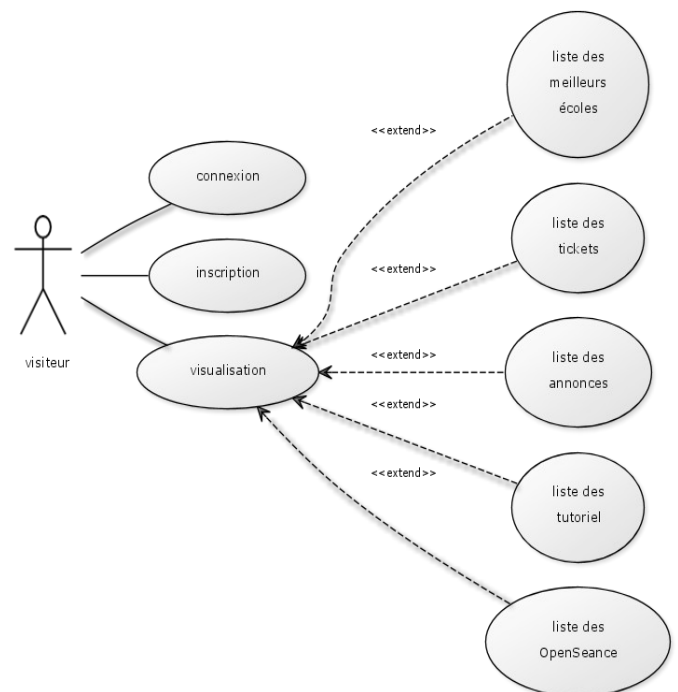 liste des
meilleurs
écoles
<<extend>>
connexion
liste des
tickets
<<extend>>
inscription
visiteur
visualisation
<<extend>>
liste des
annonces
<<extend>>
<<extend>>
liste des
tutoriel
liste des
OpenSeance